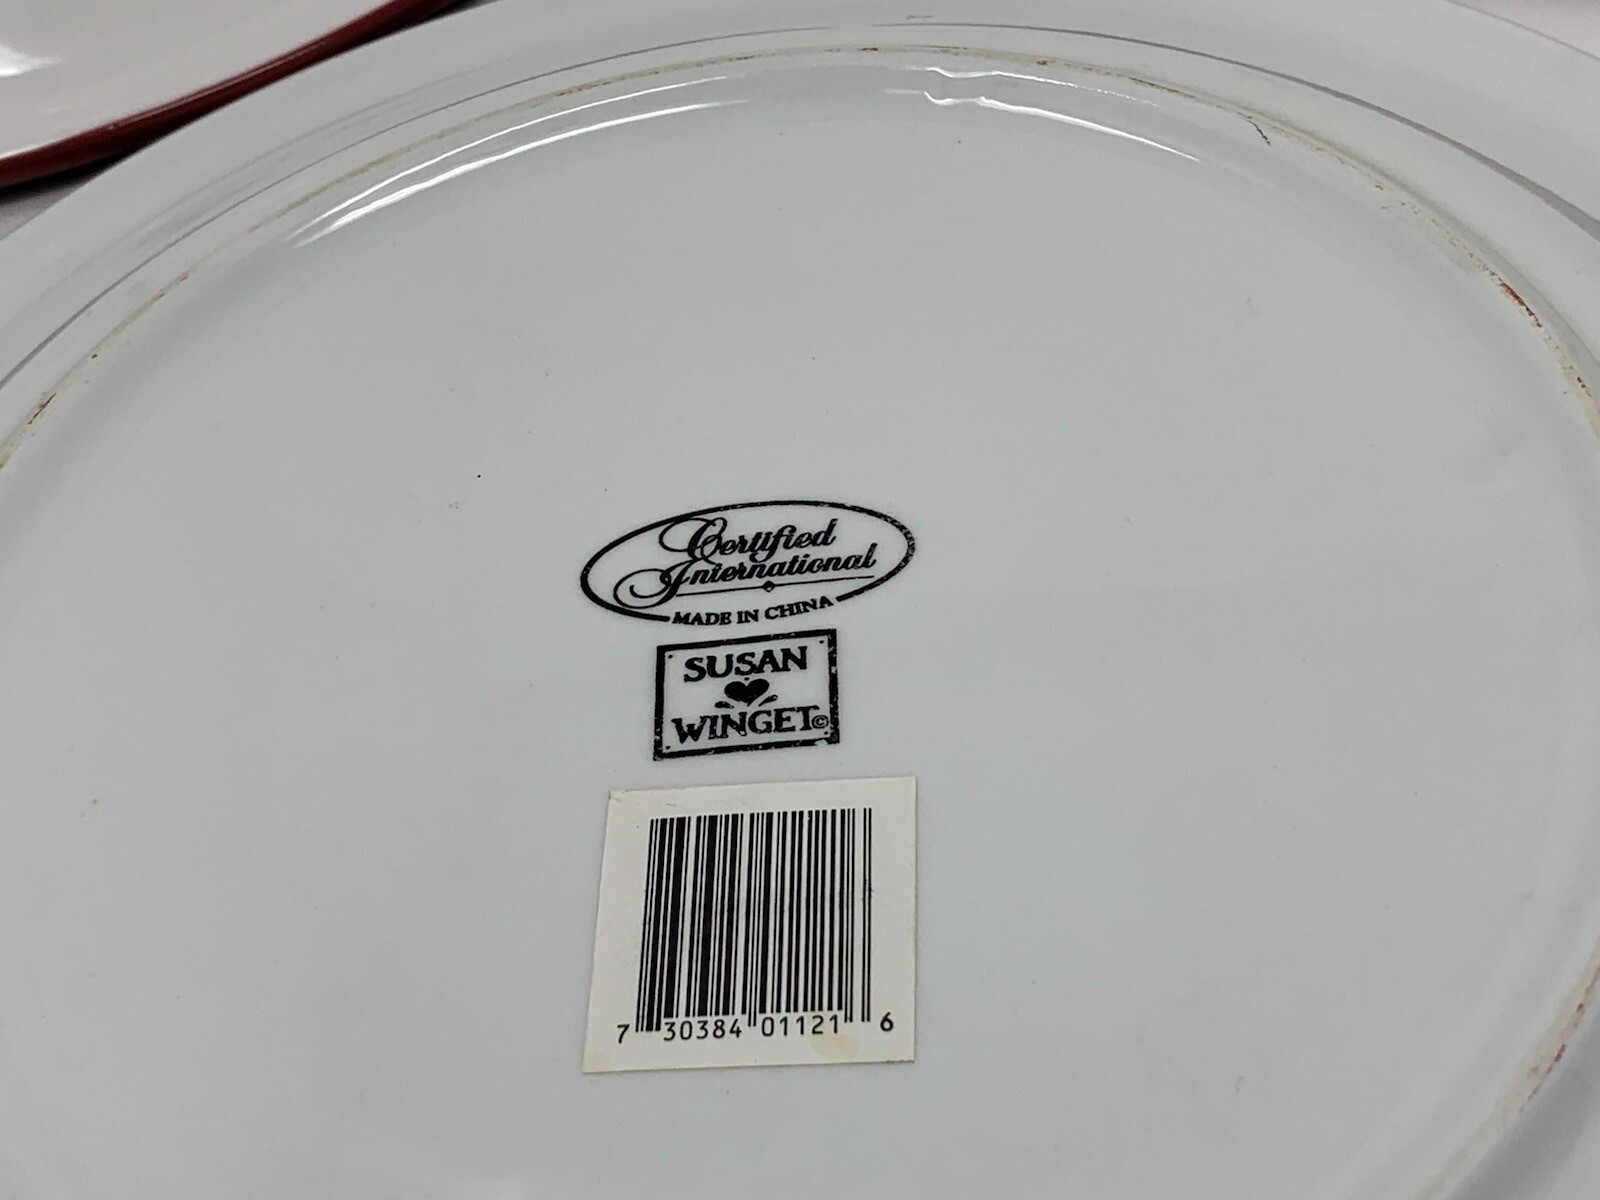 Certified
International
MADE IN CHINA
SUSAN
WINGET©
7 30384 01121 6